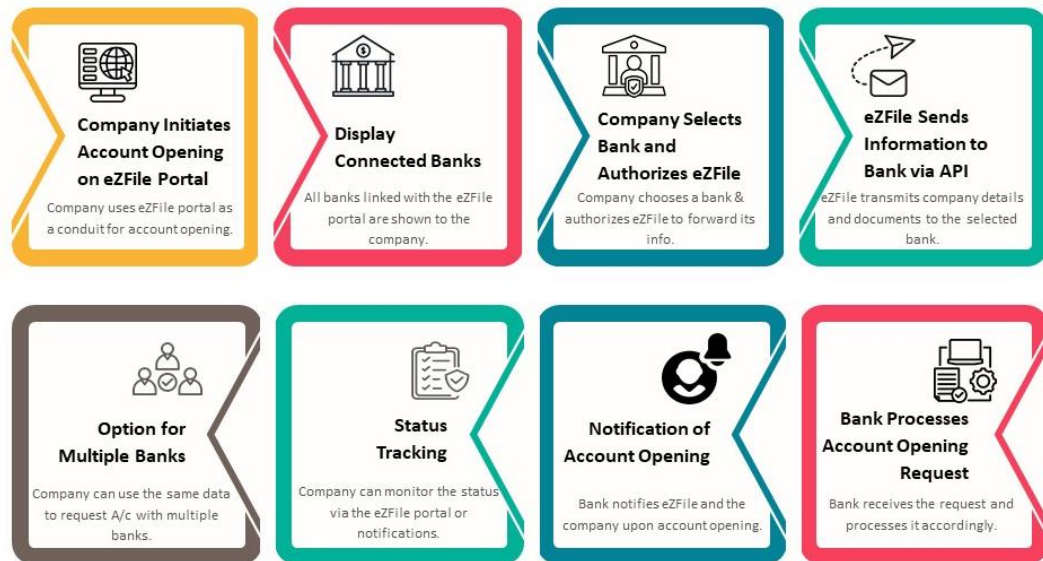 Company Initiates
Account Opening
on eZFile Portal
Company uses eZFile portal as
a conduit for account opening.
Display
Connected Banks
All banks linked with the eZFile
portal are shown to the
company.
Company Selects
Bank and
Authorizes eZFile
Company chooses a bank &
authorizes eZFile to forward its
info.
eZFile Sends
Information to
Bank via API
eZFile transmits company details
and documents to the selected
bank.
Option for
Multiple Banks
Company can use the same data
to request A/c with multiple
banks.
Status
Tracking
Company can monitor the status
via the eZFile portal or
notifications.
Notification of
Account Opening
Bank notifies eZFile and the
company upon account opening.
Bank Processes
Account Opening
Request
Bank receives the request and
processes it accordingly.